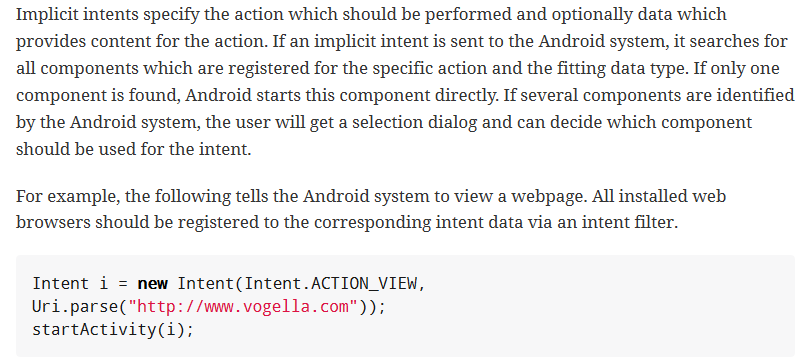 Implicit intents specify the action which should be performed and optionally data which
provides content for the action. If an implicit intent is sent to the Android system, it searches for
all components which are registered for the specific action and the fitting data type. If only one
component is found, Android starts this component directly. If several components are identified
by the Android system, the user will get a selection dialog and can decide which component
should be used for the intent.
For example, the following tells the Android system to view a webpage. All installed web
browsers should be registered to the corresponding intent data via an intent filter.
Intent i = new Intent(Intent.ACTION_VIEW,
Uri.parse("http://www.vogella.com"));
startActivity(i);